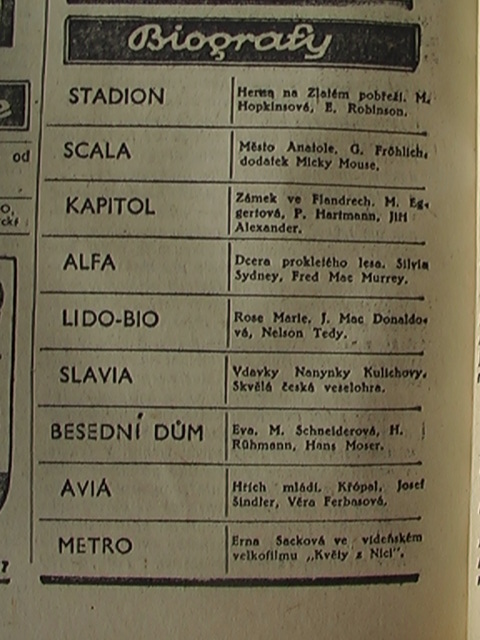 Biografy
STADION
Herna na Zlatém pobřeží. M.
Hopkinsová, E. Robinson.
SCALA
Město Anatole. G. Fröhlich,
dodatek Micky Mouse.
KAPITOL
Zámek ve Flandrech. M. Eg-
gertová, P. Hartmann, Jiří
Alexander.
ALFA
Dcera prokletého lesa. Silvia
Sydney, Fred Mac Murrey.
LIDO-BIO
Rose Marie. J. Mac Donaldo-
vá, Nelson Tedy.
SLAVIA
Vdavky Nanynky Kulichovy.
Skvělá česká veselohra.
BESEDNÍ DŮM
Eva. M. Schneiderová, H.
Rühmann, Hans Moser.
AVIA
Hřích mládí. Křópal, Josef
Šindler, Věra Ferbasová.
METRO
Erna Sacková ve vídeňském
velkofilmu „Květy z Nici".
od